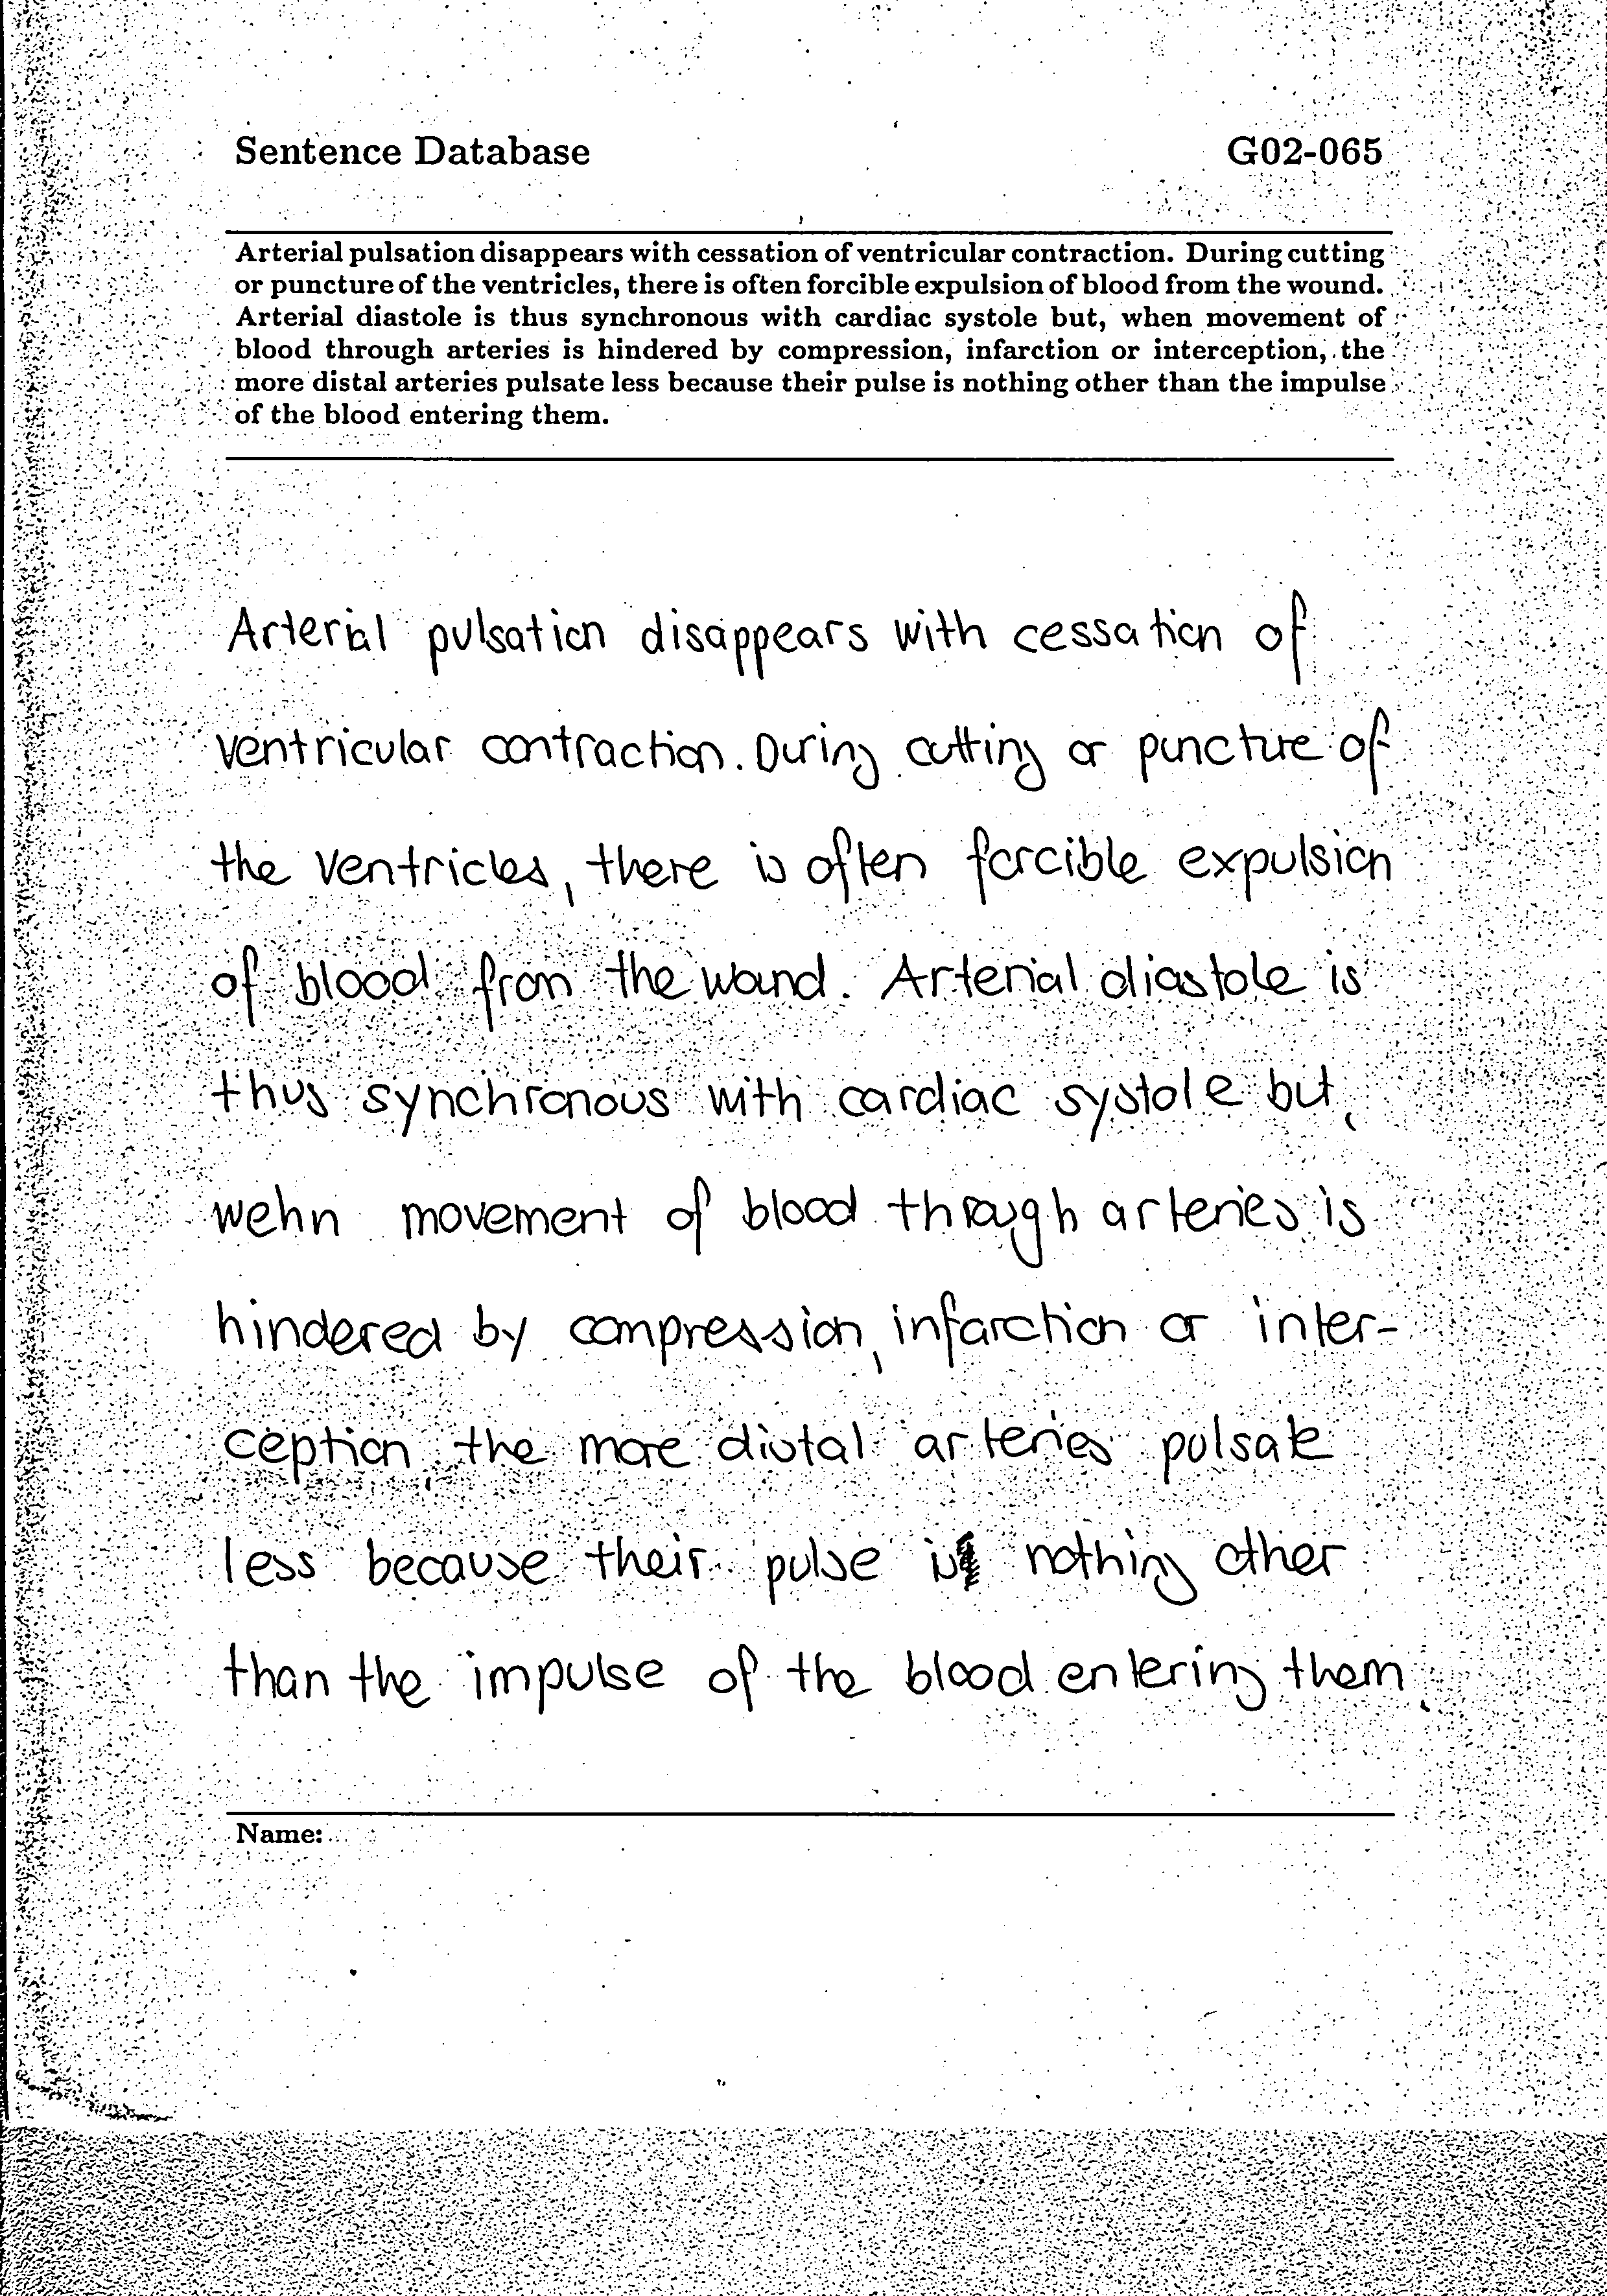 Sentence Database G02-065
Arterial pulsation disappears with cessation of ventricular contraction. During cutting
or puncture of the ventricles, there is often forcible expulsion of blood from the wound.
Arterial diastole is thus synchronous with cardiac systole but, when movement of
blood through arteries is hindered by compression, infarction or interception, the
more distal arteries pulsate less because their pulse is nothing other than the impulse
of the blood entering them.
Arterial pulsation disappears with cessation of
ventricular contraction. During cutting or puncture of
the ventricles, there is often forcible expulsion
of blood from the wound. Arterial diastole is
thus synchronous with cardiac systole but,
wehn movement of blood through arteries is
hindered by compression, infarction or inter-
ception, the more distal arteries pulsate
less because their pulse is nothing other
than the impulse of the blood entering them.
Name: